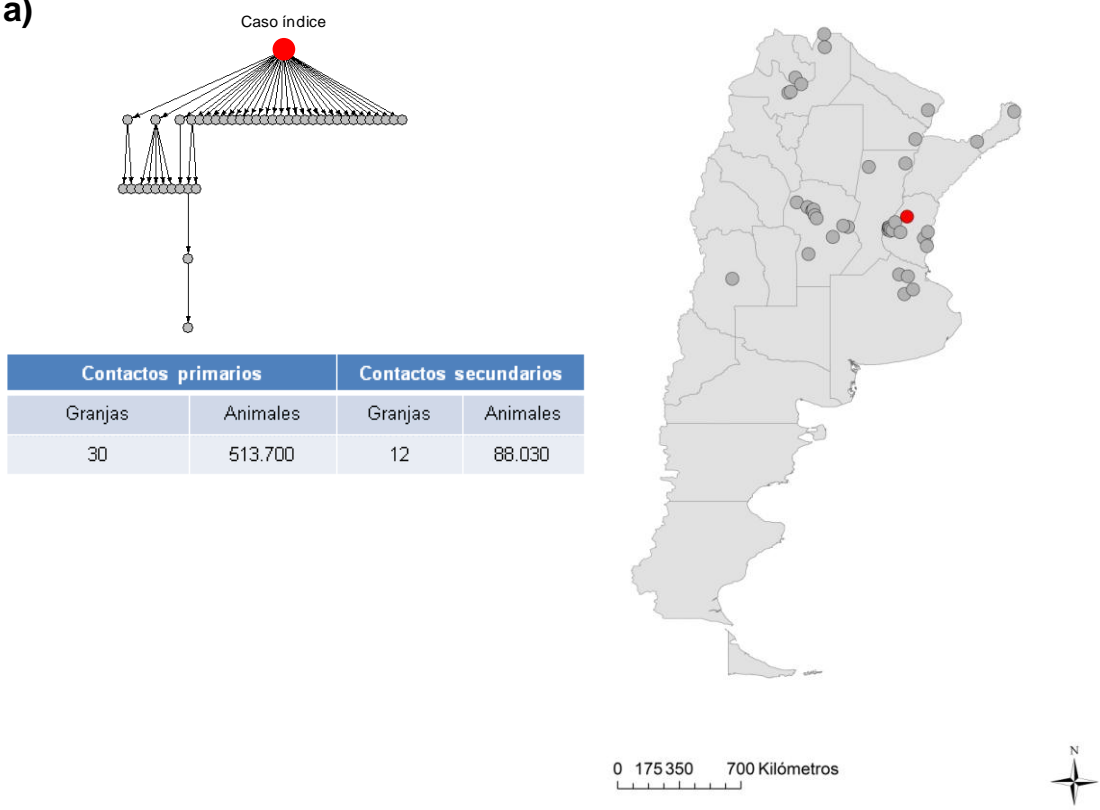 a)
Caso índice
Contactos primarios Contactos secundarios
Granjas Animales Granjas Animales
30 513.700 12 88.030
0 175 350 700 Kilómetros
N